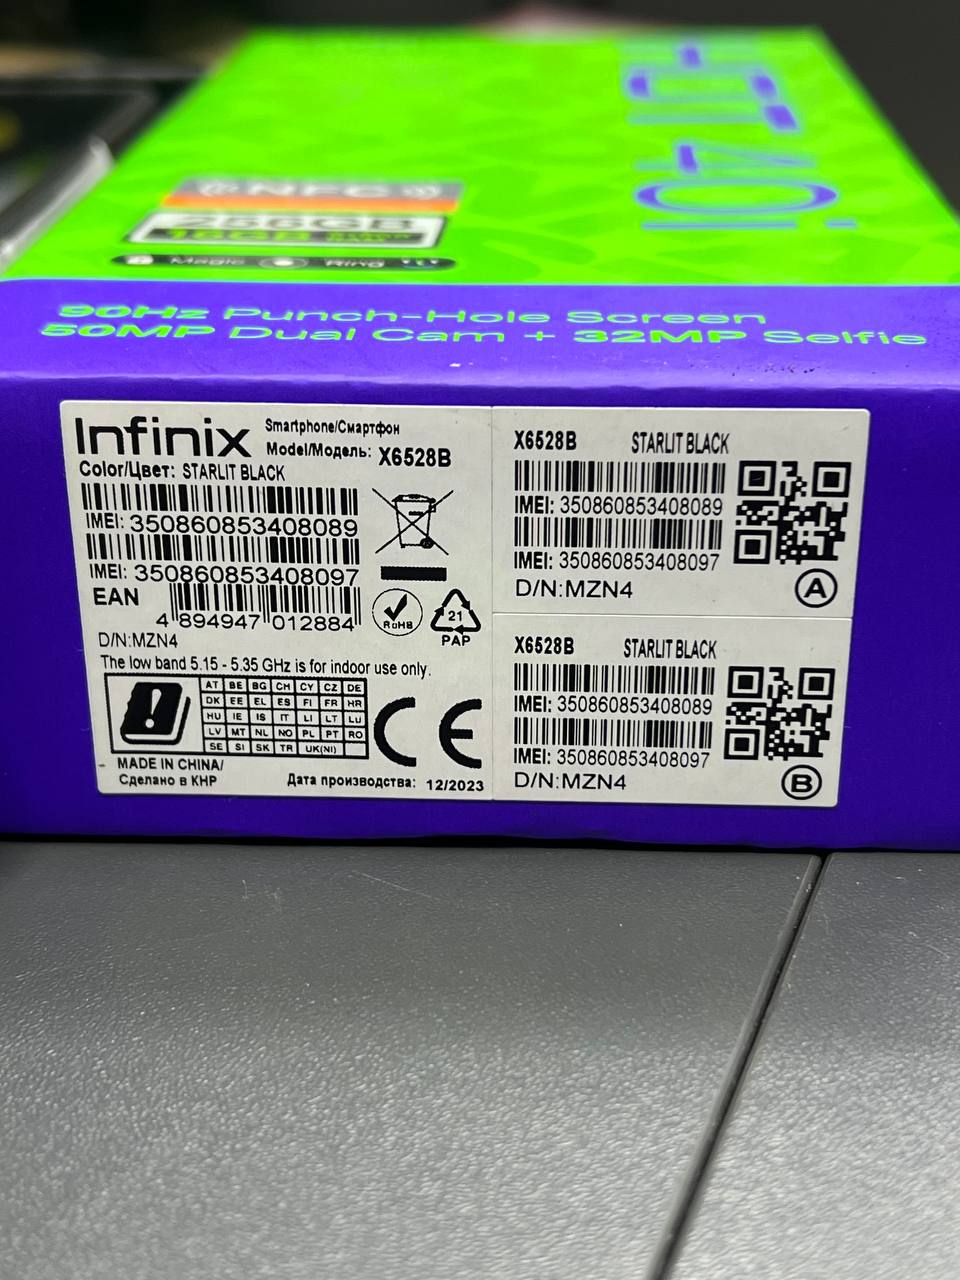 HOT 40i
NFC
256GB
16GB
Magic Ring
90Hz Punch-Hole Screen
50MP Dual Cam + 32MP Selfie
Infinix
Smartphone/Смартфон
Model/Модель: X6528B
Color/Цвет: STARLIT BLACK
IMEI: 350860853408089
IMEI: 350860853408097
EAN
4 894947 012884
D/N:MZN4
RoHS
21
PAP
The low band 5.15 - 5.35 GHz is for indoor use only.
AT BE BG CH CY CZ DE
DK EE EL ES FI FR HR
HU IE IS IT LI LT LU
LV MT NL NO PL PT RO
SE SI SK TR UK(NI)
CE
MADE IN CHINA/
Сделано в КНР
Дата производства: 12/2023
X6528B STARLIT BLACK
IMEI: 350860853408089
IMEI: 350860853408097
D/N:MZN4
A
X6528B STARLIT BLACK
IMEI: 350860853408089
IMEI: 350860853408097
D/N:MZN4
B